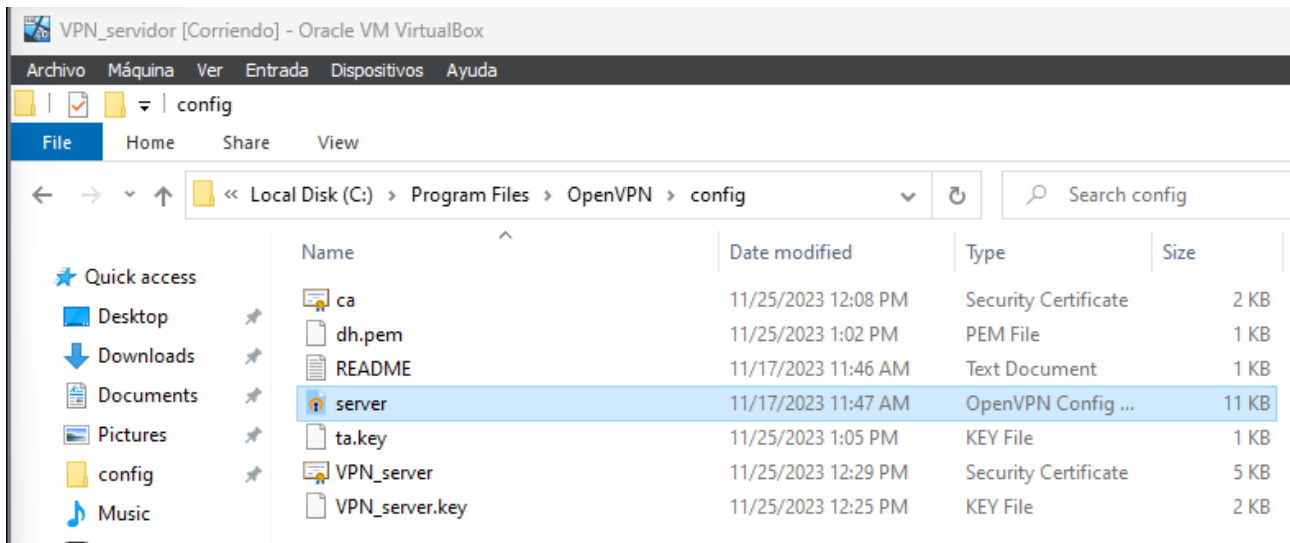 VPN_servidor [Corriendo] - Oracle VM VirtualBox
Archivo Máquina Ver Entrada Dispositivos Ayuda
config
File Home Share View
« Local Disk (C:) > Program Files > OpenVPN > config Search config
Name Date modified Type Size
Quick access
Desktop
Downloads
Documents
Pictures
config
Music
ca 11/25/2023 12:08 PM Security Certificate 2 KB
dh.pem 11/25/2023 1:02 PM PEM File 1 KB
README 11/17/2023 11:46 AM Text Document 1 KB
server 11/17/2023 11:47 AM OpenVPN Config ... 11 KB
ta.key 11/25/2023 1:05 PM KEY File 1 KB
VPN_server 11/25/2023 12:29 PM Security Certificate 5 KB
VPN_server.key 11/25/2023 12:25 PM KEY File 2 KB